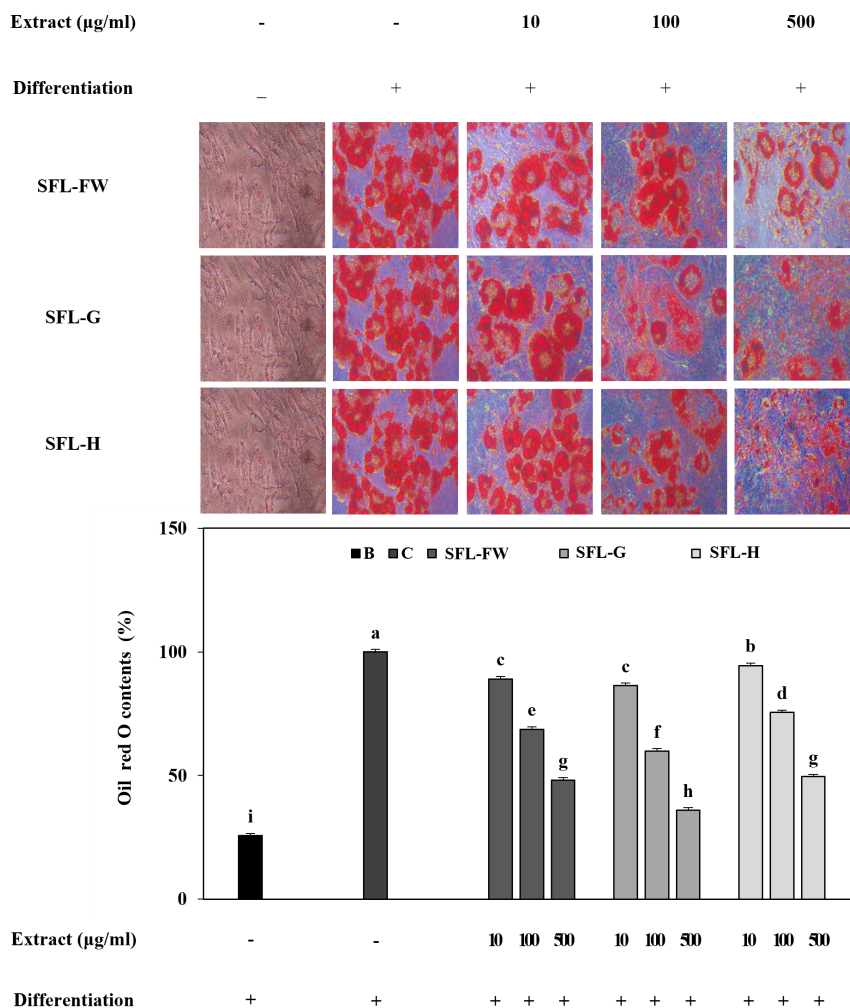 Extract (µg/ml) - - 10 100 500
Differentiation _ + + + +
SFL-FW
SFL-G
SFL-H
150
B C SFL-FW SFL-G SFL-H
100
50
0
Oil red O contents (%)
i a c e g c f h b d g
Extract (µg/ml) - - 10 100 500 10 100 500 10 100 500
Differentiation + + + + + + + + + + +